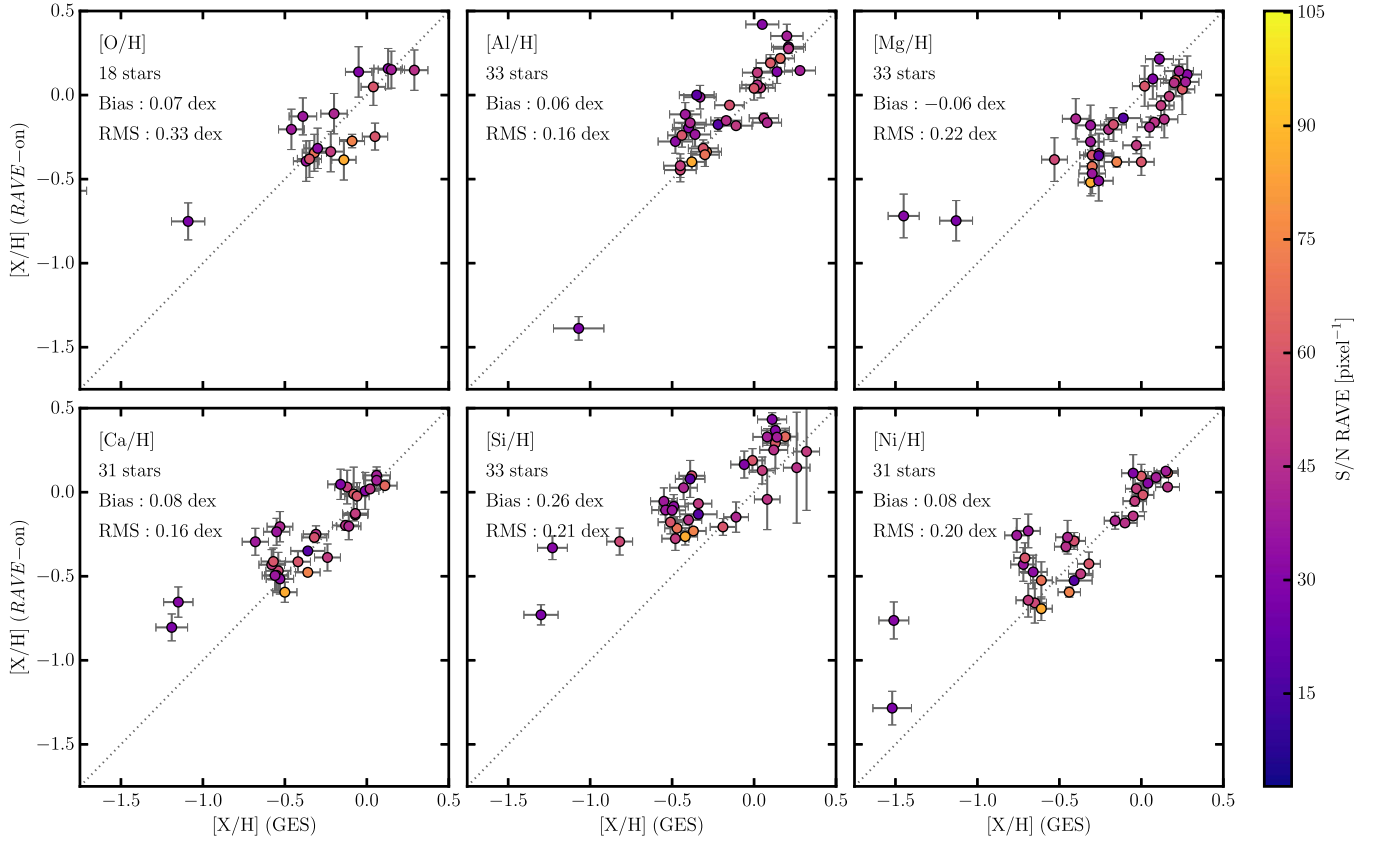 0.5
0.0
−0.5
−1.0
−1.5
[X/H] (RAVE−on)
[O/H]
18 stars
Bias : 0.07 dex
RMS : 0.33 dex
[Al/H]
33 stars
Bias : 0.06 dex
RMS : 0.16 dex
[Mg/H]
33 stars
Bias : −0.06 dex
RMS : 0.22 dex
0.5
0.0
−0.5
−1.0
−1.5
[X/H] (RAVE−on)
[Ca/H]
31 stars
Bias : 0.08 dex
RMS : 0.16 dex
[Si/H]
33 stars
Bias : 0.26 dex
RMS : 0.21 dex
[Ni/H]
31 stars
Bias : 0.08 dex
RMS : 0.20 dex
−1.5 −1.0 −0.5 0.0 0.5
−1.5 −1.0 −0.5 0.0 0.5
−1.5 −1.0 −0.5 0.0 0.5
[X/H] (GES)
[X/H] (GES)
[X/H] (GES)
105
90
75
60
45
30
15
S/N RAVE [pixel⁻¹]